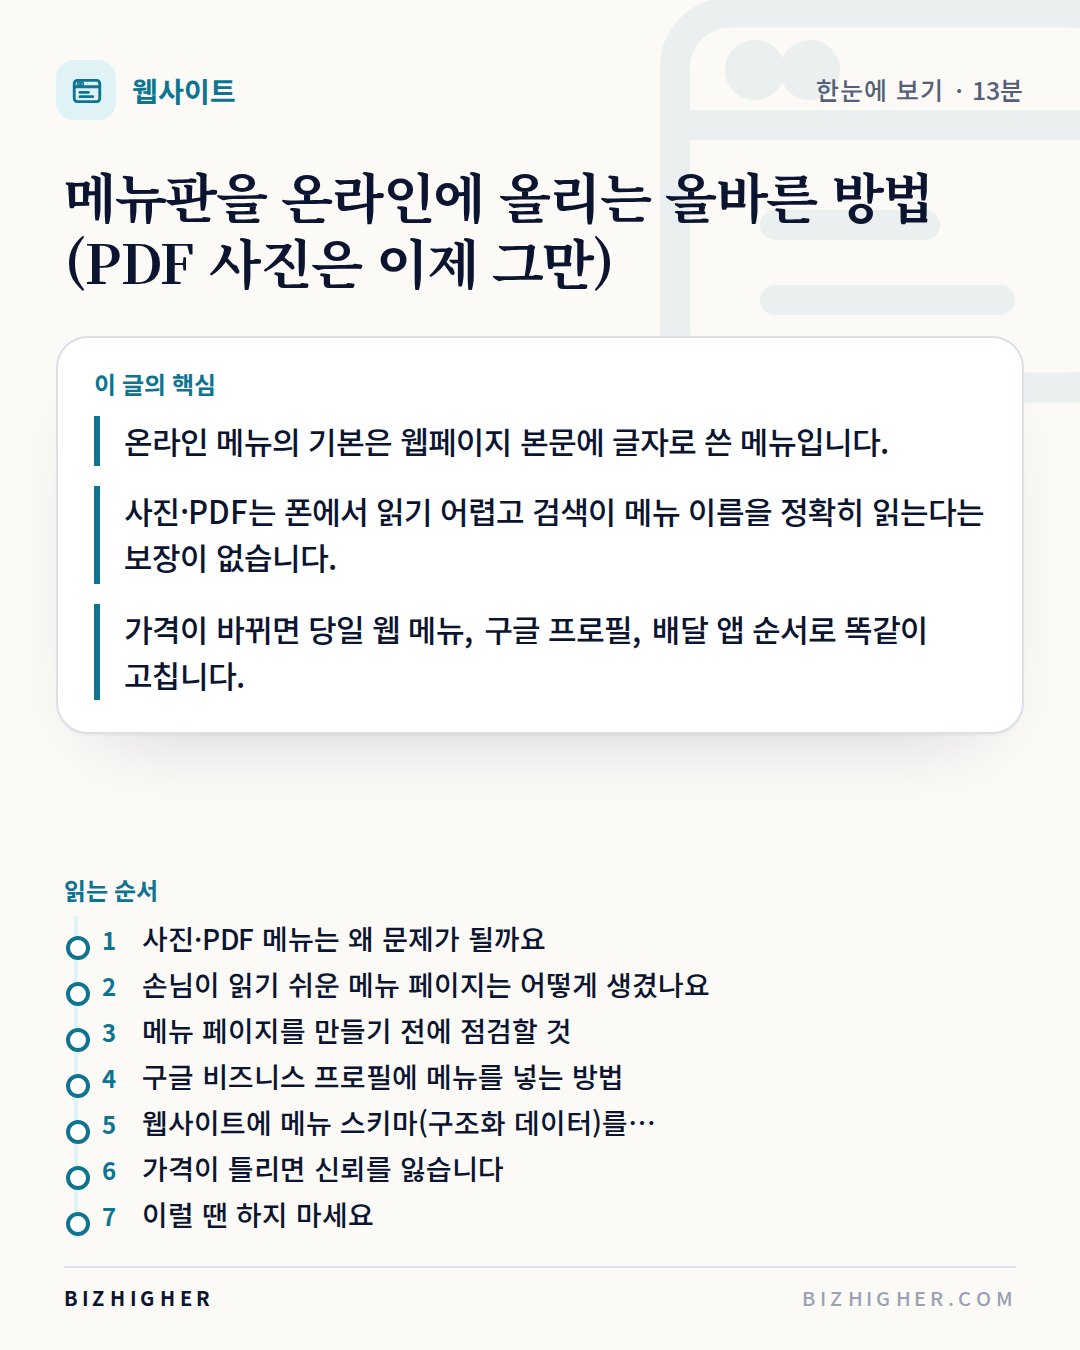 웹사이트
한눈에 보기 · 13분
메뉴판을 온라인에 올리는 올바른 방법
(PDF 사진은 이제 그만)
이 글의 핵심
온라인 메뉴의 기본은 웹페이지 본문에 글자로 쓴 메뉴입니다.
사진·PDF는 폰에서 읽기 어렵고 검색이 메뉴 이름을 정확히 읽는다는
보장이 없습니다.
가격이 바뀌면 당일 웹 메뉴, 구글 프로필, 배달 앱 순서로 똑같이
고칩니다.
읽는 순서
1 사진·PDF 메뉴는 왜 문제가 될까요
2 손님이 읽기 쉬운 메뉴 페이지는 어떻게 생겼나요
3 메뉴 페이지를 만들기 전에 점검할 것
4 구글 비즈니스 프로필에 메뉴를 넣는 방법
5 웹사이트에 메뉴 스키마(구조화 데이터)를…
6 가격이 틀리면 신뢰를 잃습니다
7 이럴 땐 하지 마세요
BIZHIGHER
BIZHIGHER.COM